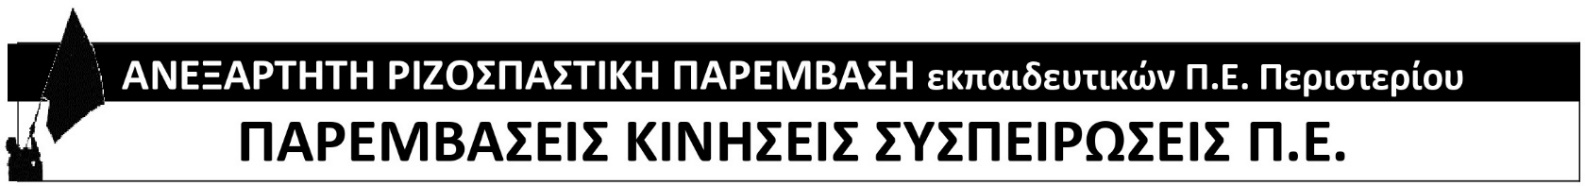 ΑΝΕΞΑΡΤΗΤΗ ΡΙΖΟΣΠΑΣΤΙΚΗ ΠΑΡΕΜΒΑΣΗ εκπαιδευτικών Π.Ε. Περιστερίου
ΠΑΡΕΜΒΑΣΕΙΣ ΚΙΝΗΣΕΙΣ ΣΥΣΠΕΙΡΩΣΕΙΣ Π.Ε.